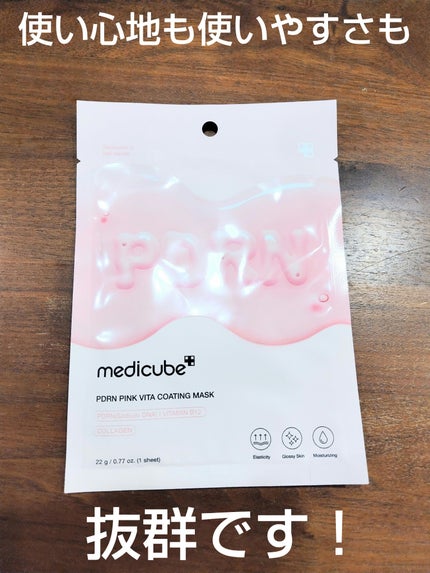 使い心地も使いやすさも
PDRN
medicube
PDRN PINK VITA COATING MASK
PDRN(Sodium DNA) | VITAMIN B12
COLLAGEN
Elasticity
Glossy Skin
Moisturizing
22 g / 0.77 oz. (1 sheet)
抜群です！